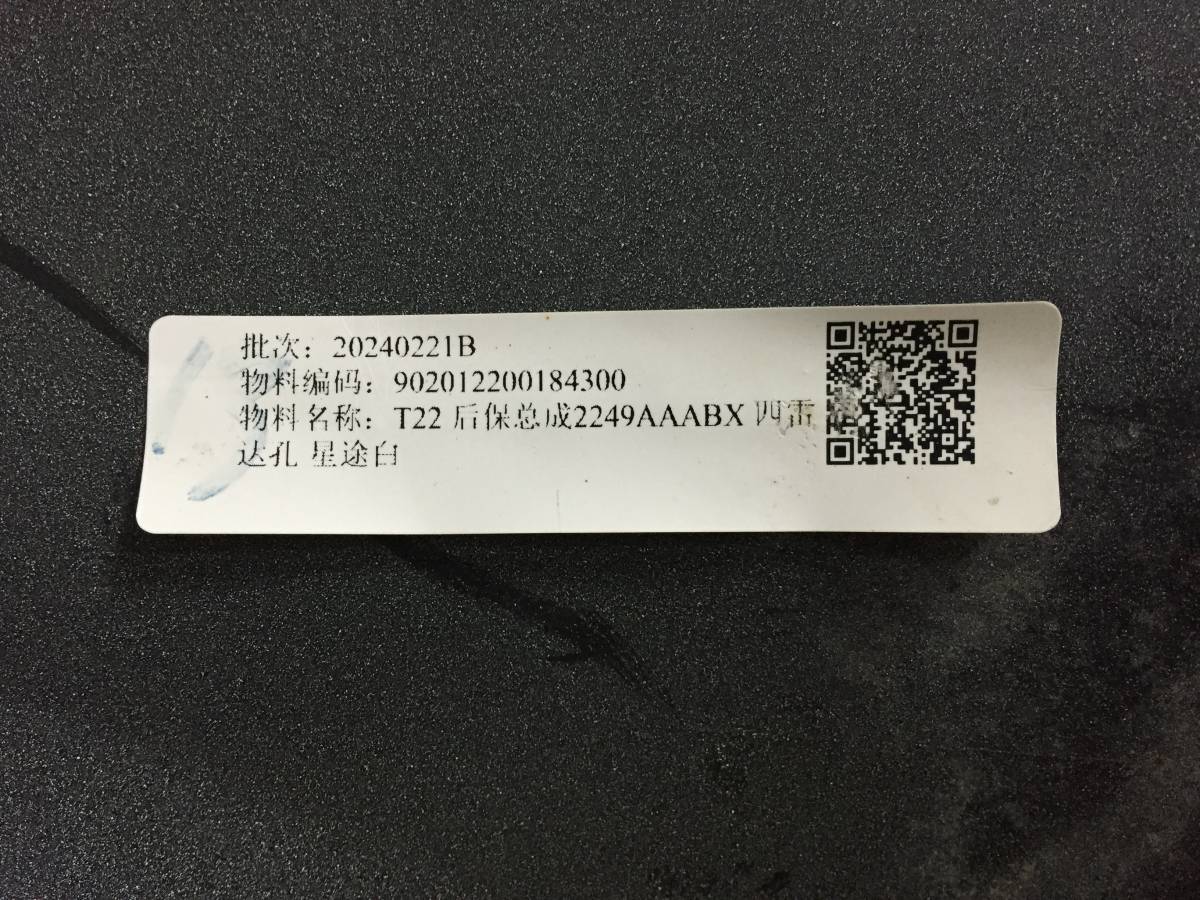 批次：20240221B
物料编码：902012200184300
物料名称：T22 后保总成2249AAABX 四雷
达孔 星途白